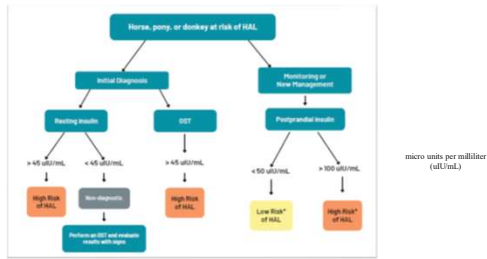 Horse, pony, or donkey at risk of HAL
Initial Diagnosis
Monitoring or
New Management
Resting Insulin
OST
Postprandial Insulin
> 45 uIU/mL
< 45 uIU/mL
> 45 uIU/mL
< 50 uIU/mL
> 100 uIU/mL
High Risk
of HAL
Non-diagnostic
High Risk
of HAL
Low Risk*
of HAL
High Risk*
of HAL
Perform an OST and evaluate
results with signs
micro units per milliliter
(uIU/mL)